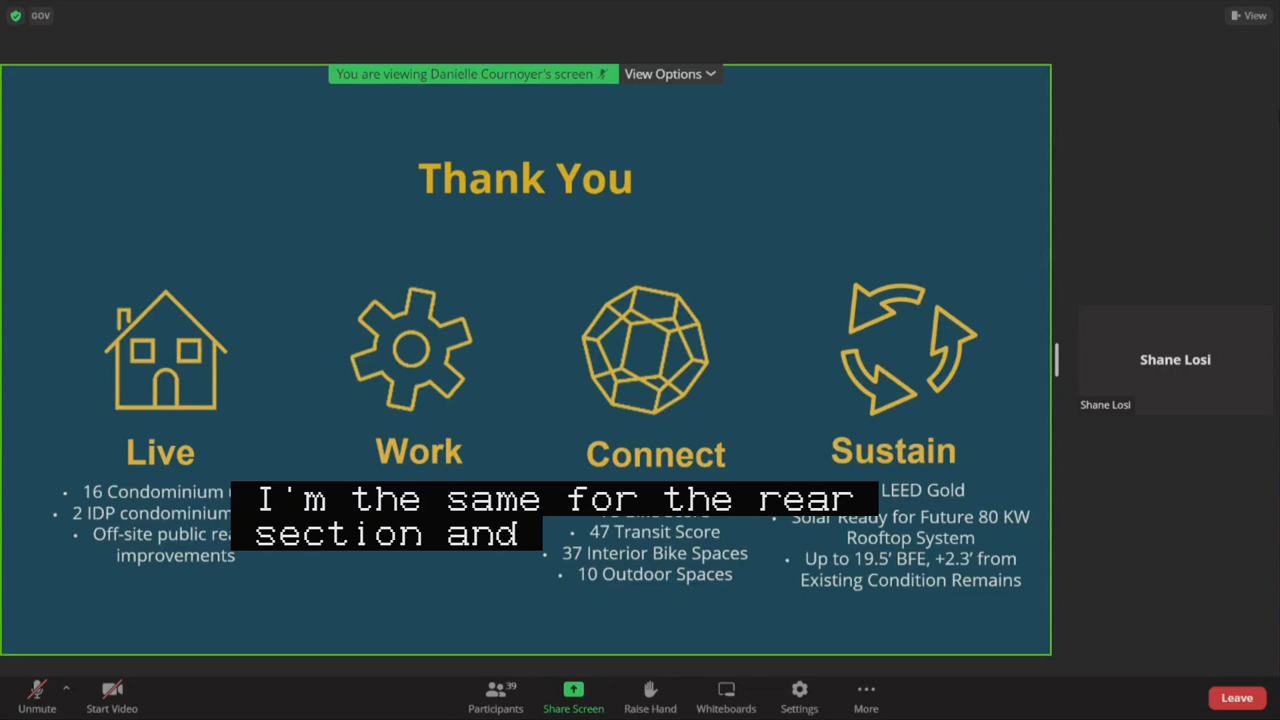 GOV
View
You are viewing Danielle Cournoyer's screen
View Options
Thank You
Live
Work
Connect
Sustain
• 16 Condominium
• 2 IDP condominium
• Off-site public
improvements
I'm the same for the rear
section and
• 47 Transit Score
• 37 Interior Bike Spaces
• 10 Outdoor Spaces
LEED Gold
• Solar Ready for Future 80 KW
Rooftop System
• Up to 19.5’ BFE, +2.3’ from
Existing Condition Remains
Shane Losi
Shane Losi
Unmute
Start Video
39
Participants
Share Screen
Raise Hand
Whiteboards
Settings
More
Leave